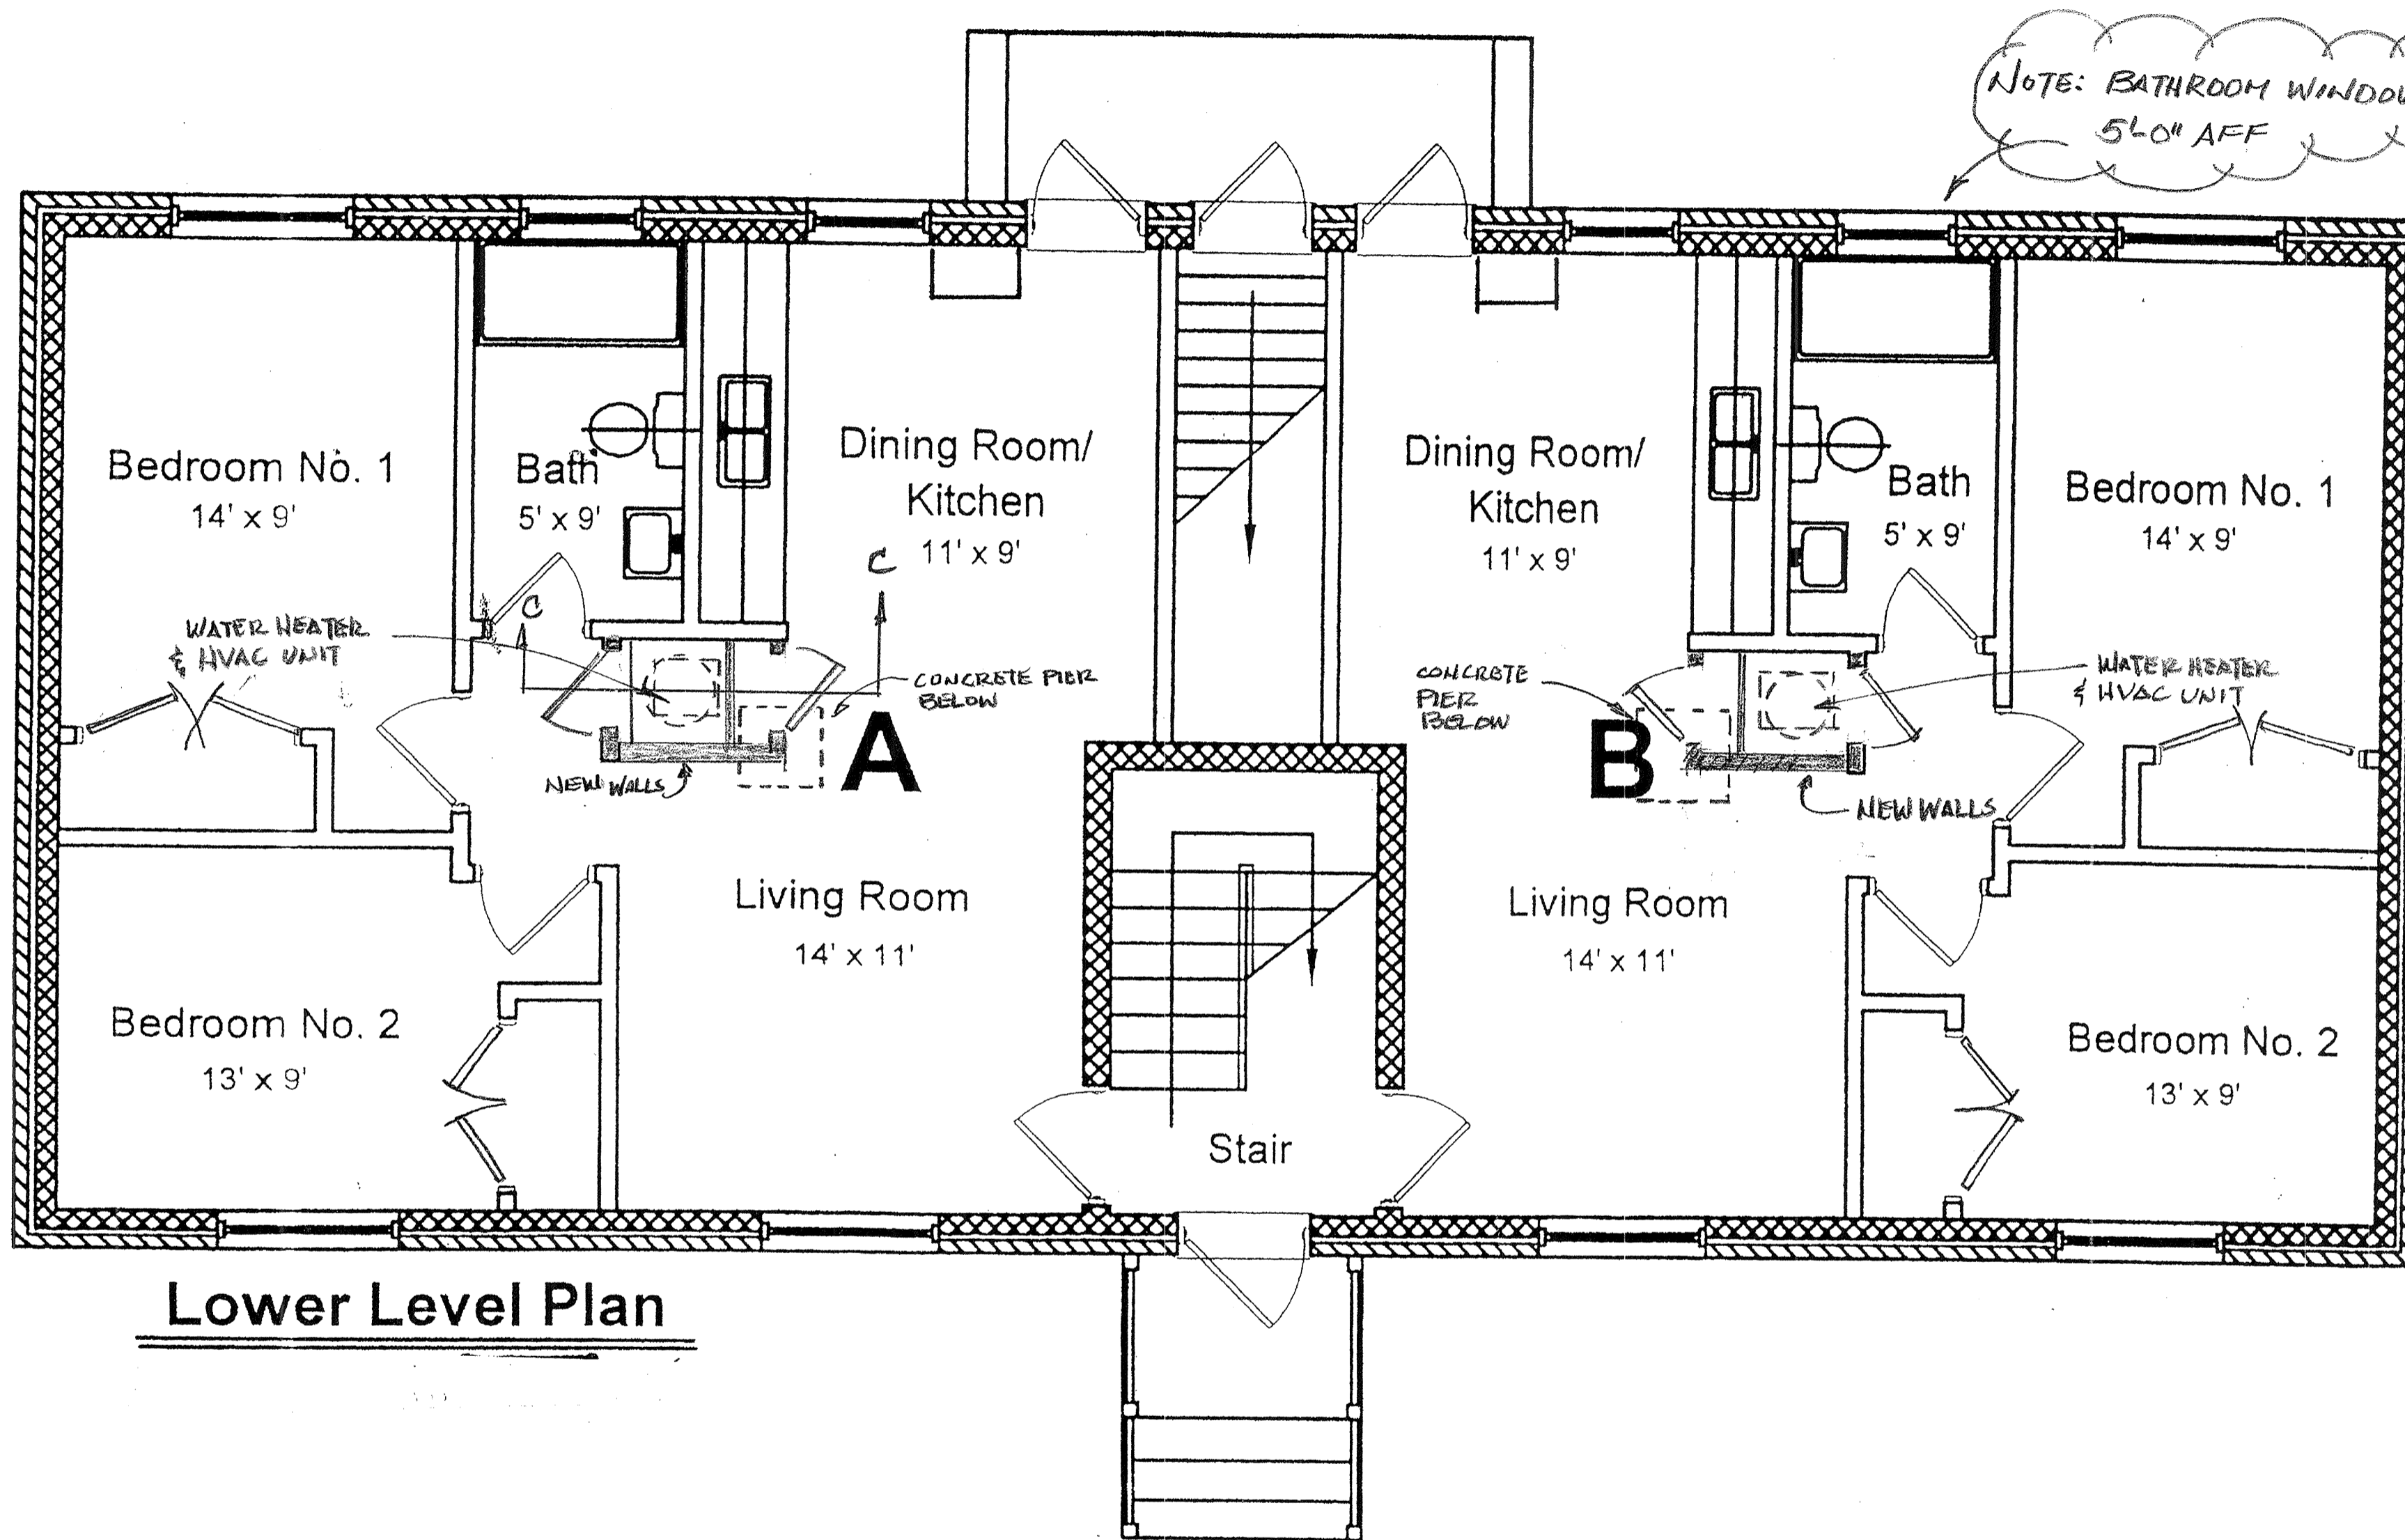 NOTE: BATHROOM WINDOW
5'-0" AFF
Bedroom No. 1
14' x 9'
Bath
5' x 9'
Dining Room/
Kitchen
11' x 9'
Dining Room/
Kitchen
11' x 9'
Bath
5' x 9'
Bedroom No. 1
14' x 9'
C
C
WATER HEATER
& HVAC UNIT
CONCRETE PIER
BELOW
A
NEW WALLS
CONCRETE
PIER
BELOW
B
WATER HEATER
& HVAC UNIT
NEW WALLS
Living Room
14' x 11'
Living Room
14' x 11'
Bedroom No. 2
13' x 9'
Bedroom No. 2
13' x 9'
Stair
Lower Level Plan